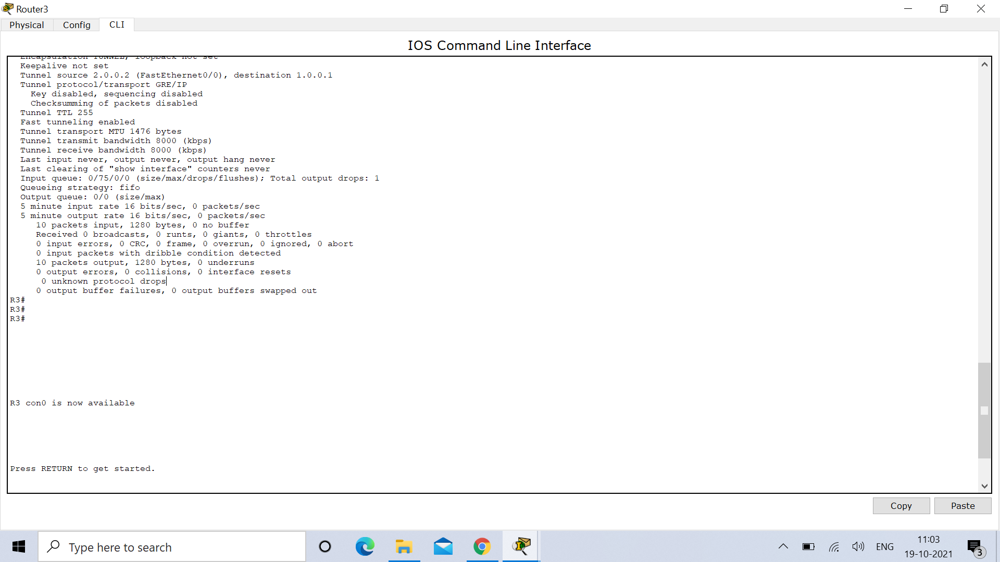 Router3
Physical
Config
CLI
IOS Command Line Interface
Encapsulation TUNNEL, loopback not set
Keepalive not set
Tunnel source 2.0.0.2 (FastEthernet0/0), destination 1.0.0.1
Tunnel protocol/transport GRE/IP
Key disabled, sequencing disabled
Checksumming of packets disabled
Tunnel TTL 255
Fast tunneling enabled
Tunnel transport MTU 1476 bytes
Tunnel transmit bandwidth 8000 (kbps)
Tunnel receive bandwidth 8000 (kbps)
Last input never, output never, output hang never
Last clearing of "show interface" counters never
Input queue: 0/75/0/0 (size/max/drops/flushes); Total output drops: 1
Queueing strategy: fifo
Output queue: 0/0 (size/max)
5 minute input rate 16 bits/sec, 0 packets/sec
5 minute output rate 16 bits/sec, 0 packets/sec
10 packets input, 1280 bytes, 0 no buffer
Received 0 broadcasts, 0 runts, 0 giants, 0 throttles
0 input errors, 0 CRC, 0 frame, 0 overrun, 0 ignored, 0 abort
0 input packets with dribble condition detected
10 packets output, 1280 bytes, 0 underruns
0 output errors, 0 collisions, 0 interface resets
0 unknown protocol drops
0 output buffer failures, 0 output buffers swapped out
R3#
R3#
R3#
R3 con0 is now available
Press RETURN to get started.
Copy
Paste
Type here to search
ENG
11:03
19-10-2021
3